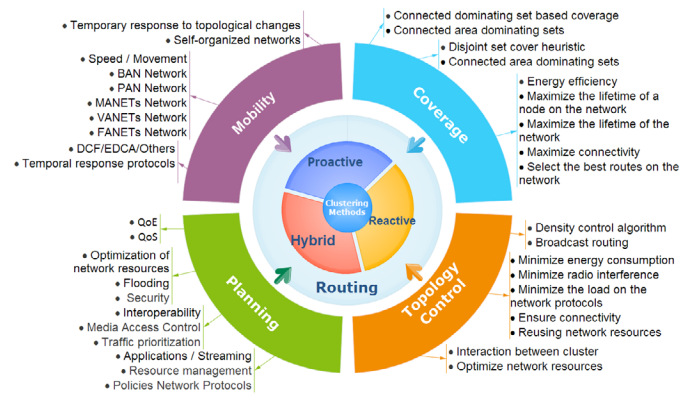 ● Temporary response to topological changes
● Self-organized networks
● Speed / Movement
● BAN Network
● PAN Network
● MANETs Network
● VANETs Network
● FANETs Network
● DCF/EDCA/Others
● Temporal response protocols
Mobility
● Connected dominating set based coverage
● Connected area dominating sets
● Disjoint set cover heuristic
● Connected area dominating sets
● Energy efficiency
● Maximize the lifetime of a
node on the network
● Maximize the lifetime of the
network
● Maximize connectivity
● Select the best routes on the
network
Coverage
Proactive
Reactive
Hybrid
Clustering
Methods
Routing
● QoE
● QoS
● Optimization of
network resources
● Flooding
● Security
● Interoperability
● Media Access Control
● Traffic prioritization
● Applications / Streaming
● Resource management
● Policies Network Protocols
Planning
● Density control algorithm
● Broadcast routing
● Minimize energy consumption
● Minimize radio interference
● Minimize the load on the
network protocols
● Ensure connectivity
● Reusing network resources
● Interaction between cluster
● Optimize network resources
Topology
Control